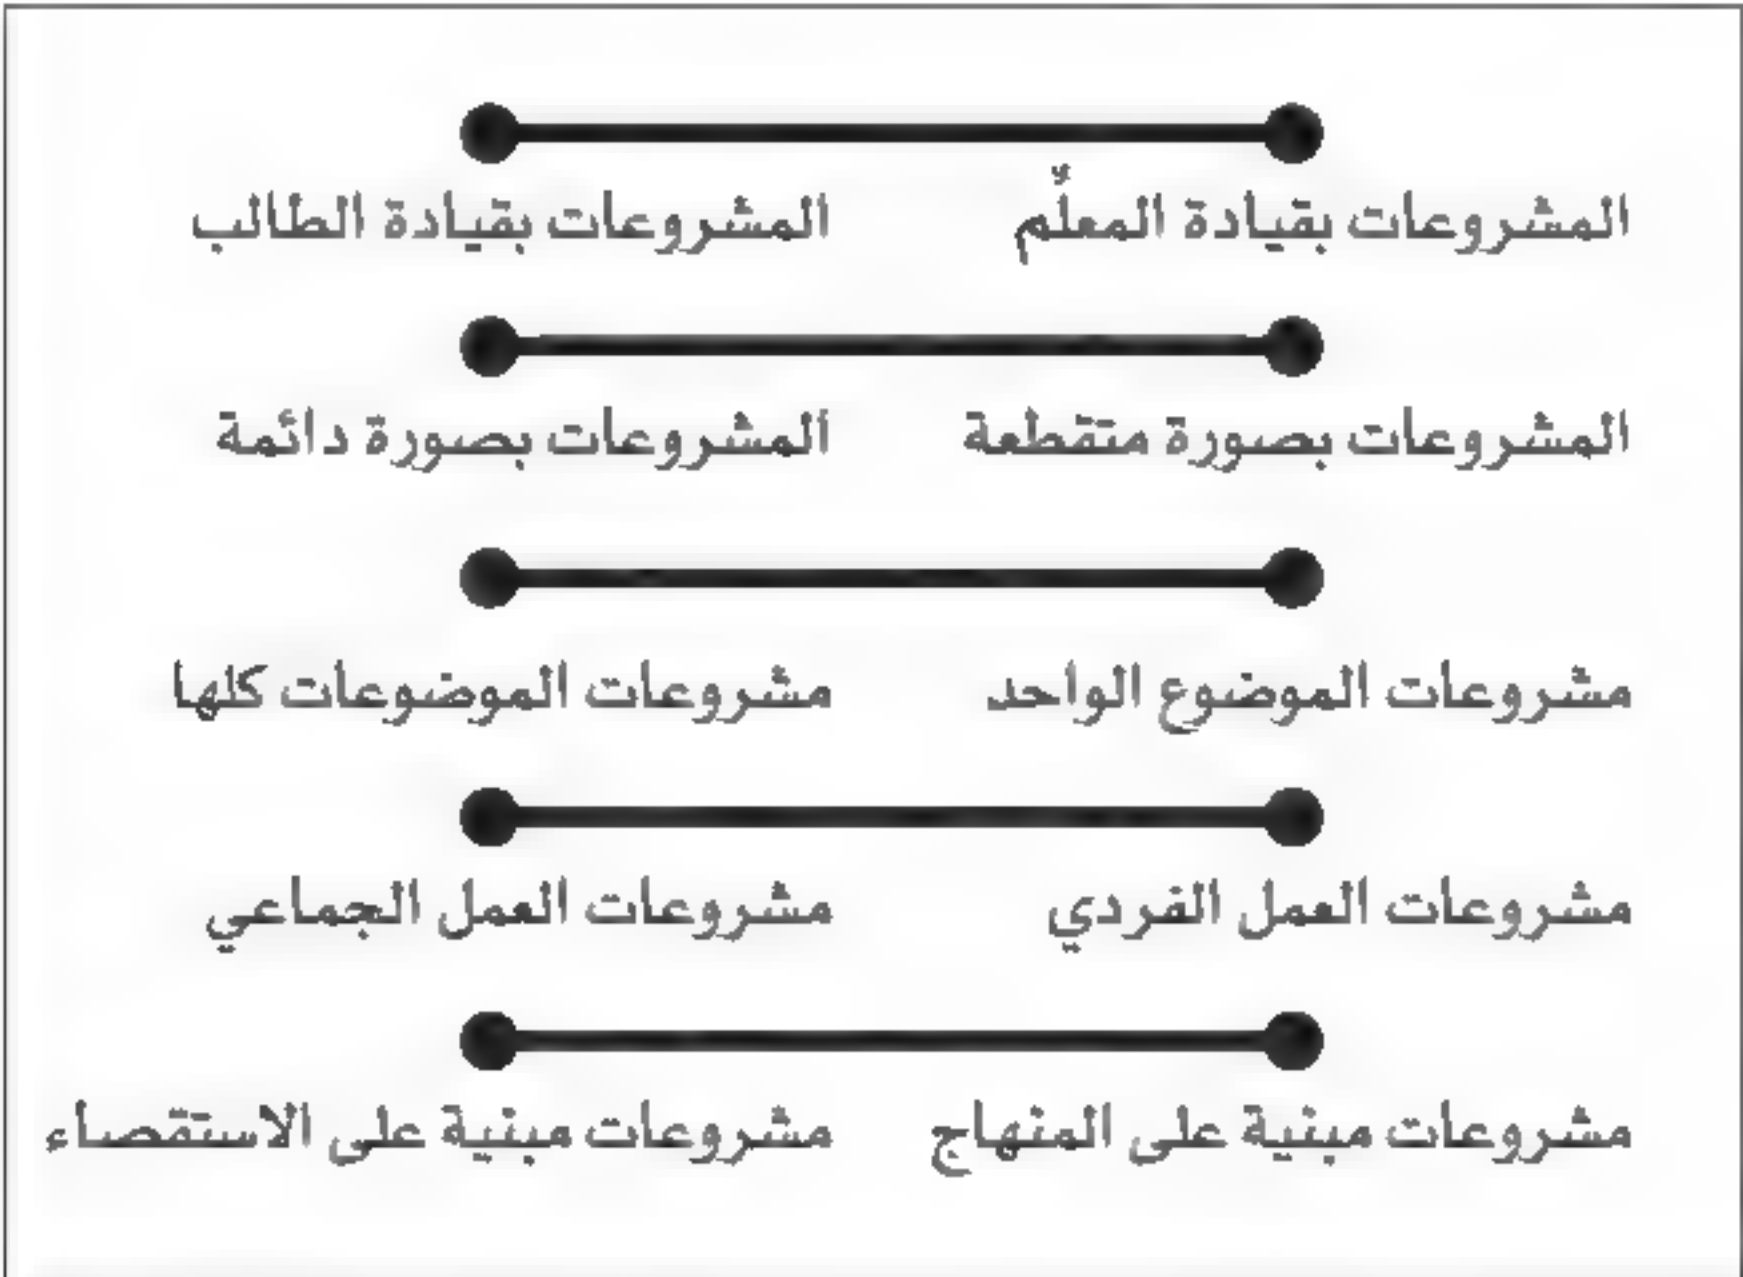 المشروعات بقيادة المعلّم المشروعات بقيادة الطالب
المشروعات بصورة متقطعة المشروعات بصورة دائمة
مشروعات الموضوع الواحد مشروعات الموضوعات كلها
مشروعات العمل الفردي مشروعات العمل الجماعي
مشروعات مبنية على المنهاج مشروعات مبنية على الاستقصاء